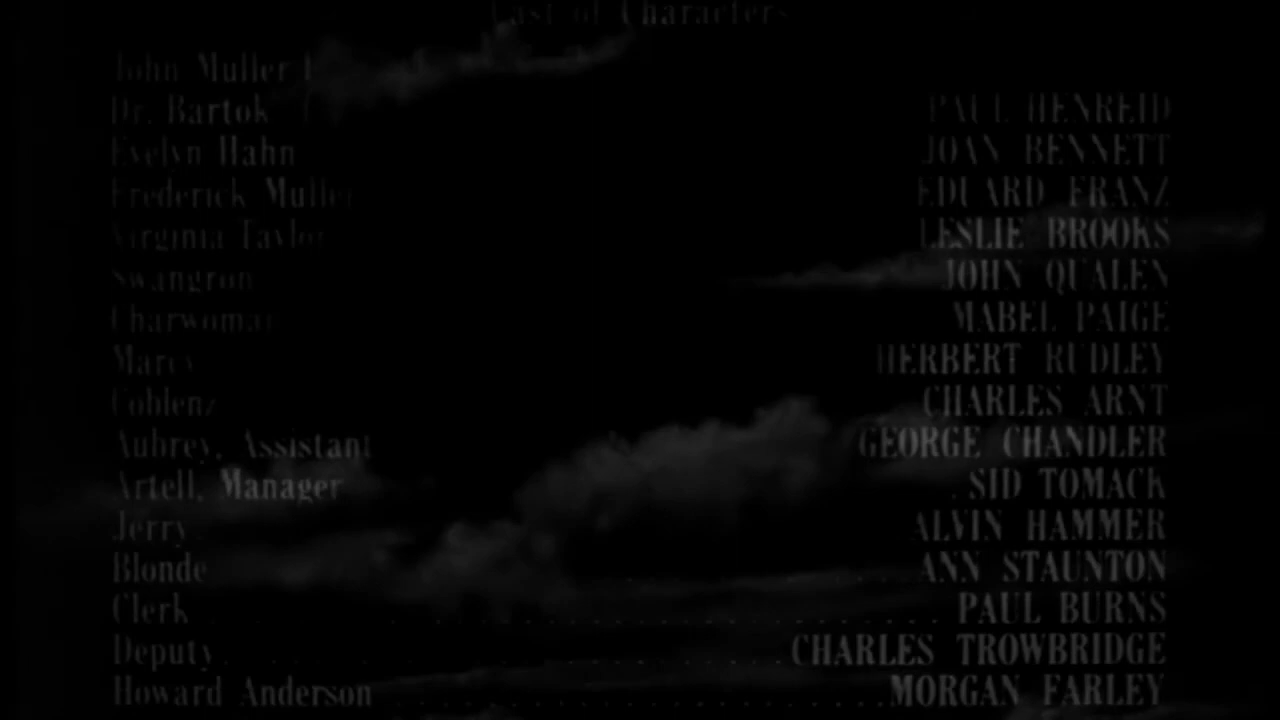 Cast of Characters
John Muller
Dr. Bartok PAUL HENREID
Evelyn Hahn JOAN BENNETT
Frederick Muller EDUARD FRANZ
Virginia Taylor LESLIE BROOKS
Swangron JOHN QUALEN
Charwoman MABEL PAIGE
Marcy HERBERT RUDLEY
Coblenz CHARLES ARNT
Aubrey, Assistant GEORGE CHANDLER
Artell, Manager SID TOMACK
Jerry ALVIN HAMMER
Blonde ANN STAUNTON
Clerk PAUL BURNS
Deputy CHARLES TROWBRIDGE
Howard Anderson MORGAN FARLEY